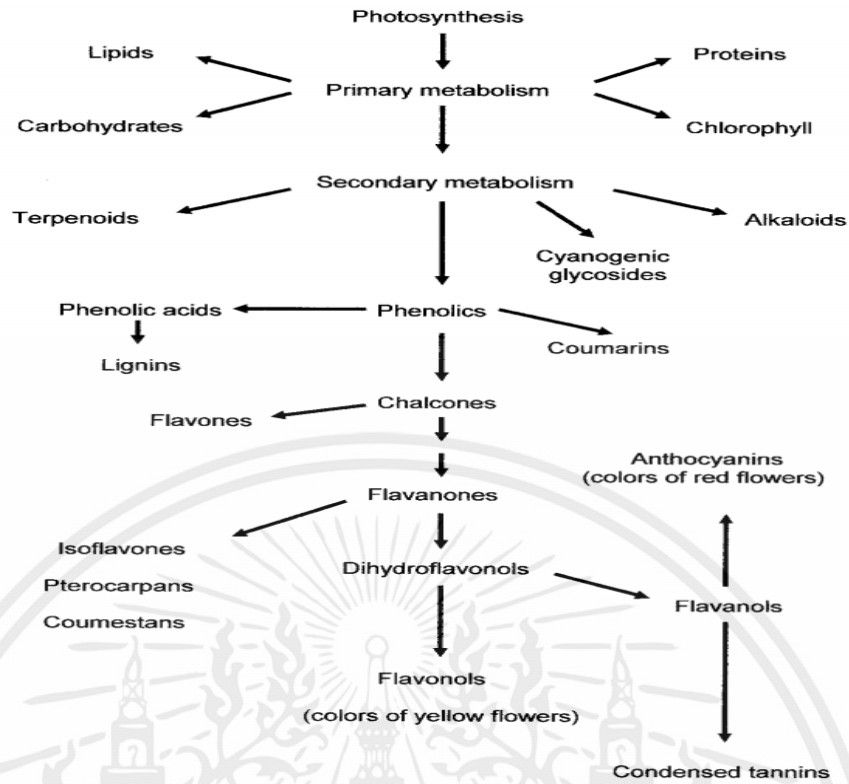 Photosynthesis
Lipids
Proteins
Primary metabolism
Carbohydrates
Chlorophyll
Secondary metabolism
Terpenoids
Alkaloids
Cyanogenic
glycosides
Phenolic acids
Phenolics
Coumarins
Lignins
Chalcones
Flavones
Anthocyanins
(colors of red flowers)
Flavanones
Isoflavones
Dihydroflavonols
Pterocarpans
Flavanols
Coumestans
Flavonols
(colors of yellow flowers)
Condensed tannins